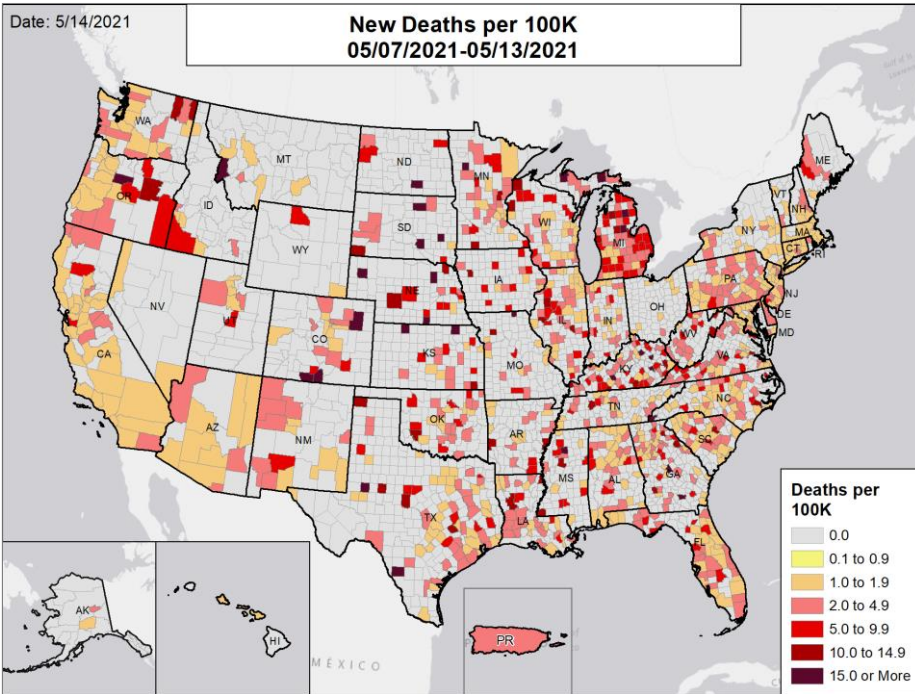 Date: 5/14/2021
New Deaths per 100K
05/07/2021-05/13/2021
WA
MT
ND
MN
ME
OR
ID
WY
SD
WI
MI
VT
NH
NY
MA
CT
RI
NV
UT
CO
NE
IA
IL
IN
OH
PA
NJ
DE
MD
WV
VA
CA
KS
MO
KY
AZ
NM
OK
AR
TN
NC
SC
TX
LA
MS
AL
GA
FL
AK
HI
PR
MÉXICO
Deaths per
100K
0.0
0.1 to 0.9
1.0 to 1.9
2.0 to 4.9
5.0 to 9.9
10.0 to 14.9
15.0 or More